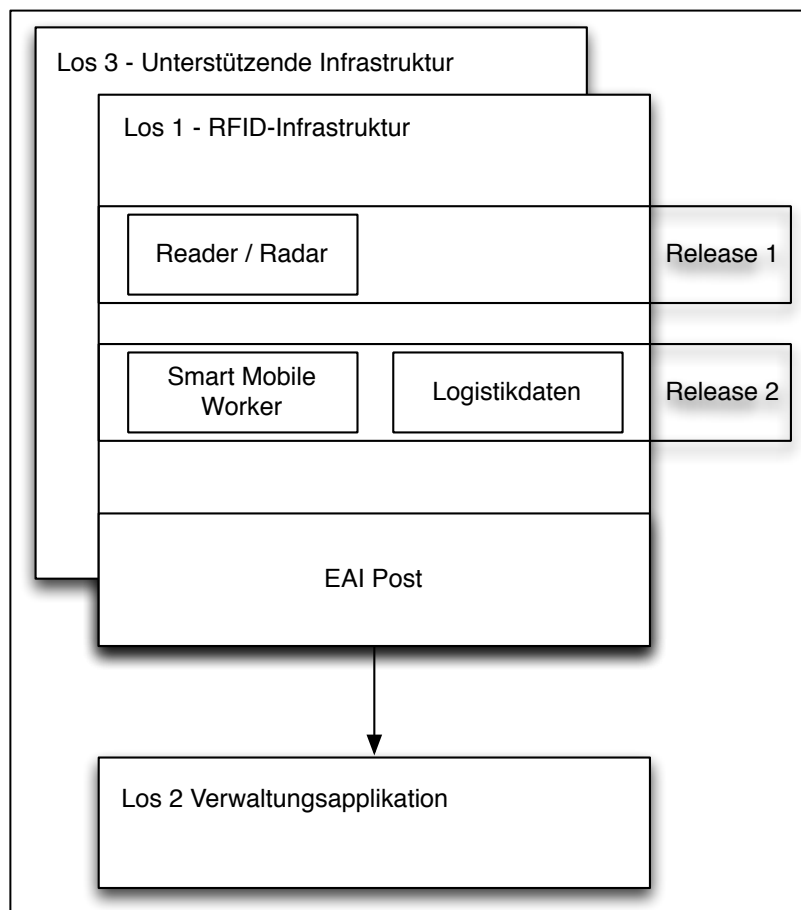 Los 3 - Unterstützende Infrastruktur
Los 1 - RFID-Infrastruktur
Reader / Radar
Release 1
Smart Mobile
Worker
Logistikdaten
Release 2
EAI Post
Los 2 Verwaltungsapplikation